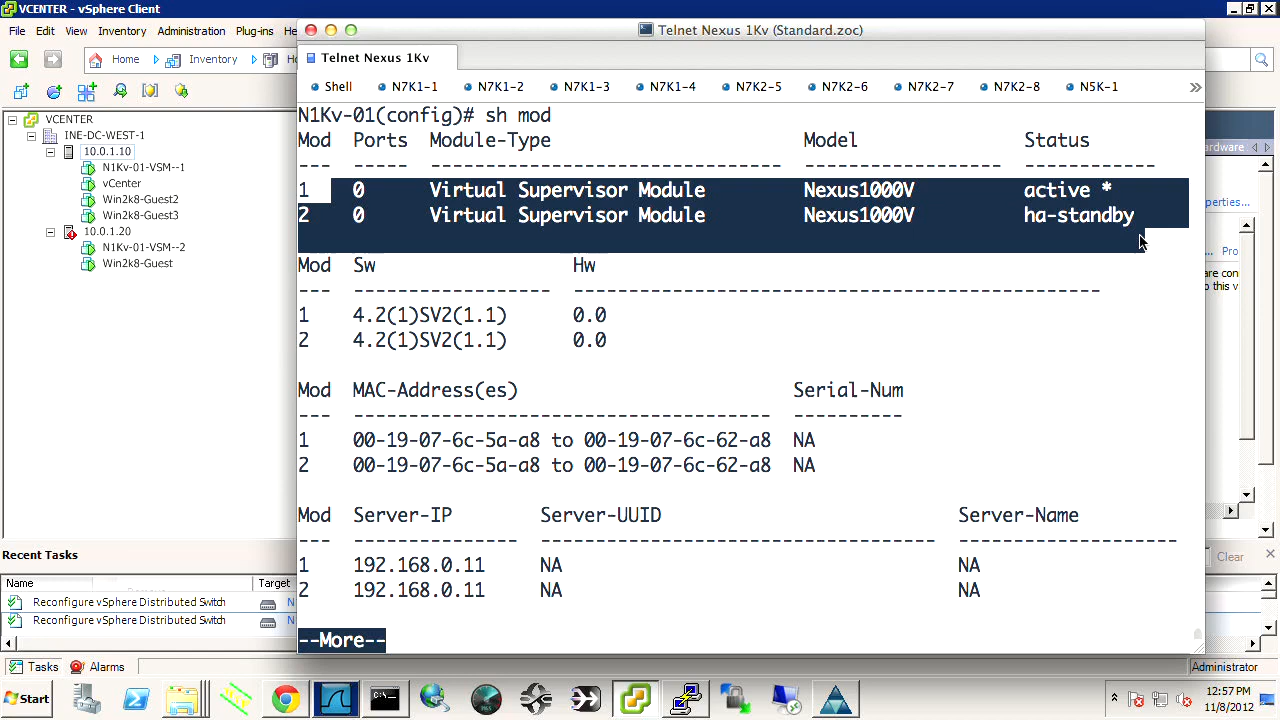 VCENTER - vSphere Client
File Edit View Inventory Administration Plug-ins He
Home Inventory Ho
VCENTER
INE-DC-WEST-1
10.0.1.10
N1Kv-01-VSM--1
vCenter
Win2k8-Guest2
Win2k8-Guest3
10.0.1.20
N1Kv-01-VSM--2
Win2k8-Guest
Telnet Nexus 1Kv (Standard.zoc)
Telnet Nexus 1Kv
Shell N7K1-1 N7K1-2 N7K1-3 N7K1-4 N7K2-5 N7K2-6 N7K2-7 N7K2-8 N5K-1 »
N1Kv-01(config)# sh mod
Mod Ports Module-Type Model Status
--- ----- -------------------------------- ------------------ ------------
1 0 Virtual Supervisor Module Nexus1000V active *
2 0 Virtual Supervisor Module Nexus1000V ha-standby
Mod Sw Hw
--- ------------------ ------------------------------------------------
1 4.2(1)SV2(1.1) 0.0
2 4.2(1)SV2(1.1) 0.0
Mod MAC-Address(es) Serial-Num
--- -------------------------------------- ----------
1 00-19-07-6c-5a-a8 to 00-19-07-6c-62-a8 NA
2 00-19-07-6c-5a-a8 to 00-19-07-6c-62-a8 NA
Mod Server-IP Server-UUID Server-Name
--- --------------- ------------------------------------ --------------------
1 192.168.0.11 NA NA
2 192.168.0.11 NA NA
--More--
ardware
perties...
Pro
are con
o this v
Recent Tasks
Clear
Name Target
Reconfigure vSphere Distributed Switch N
Reconfigure vSphere Distributed Switch N
Tasks Alarms
Administrator
Start
12:57 PM
11/8/2012